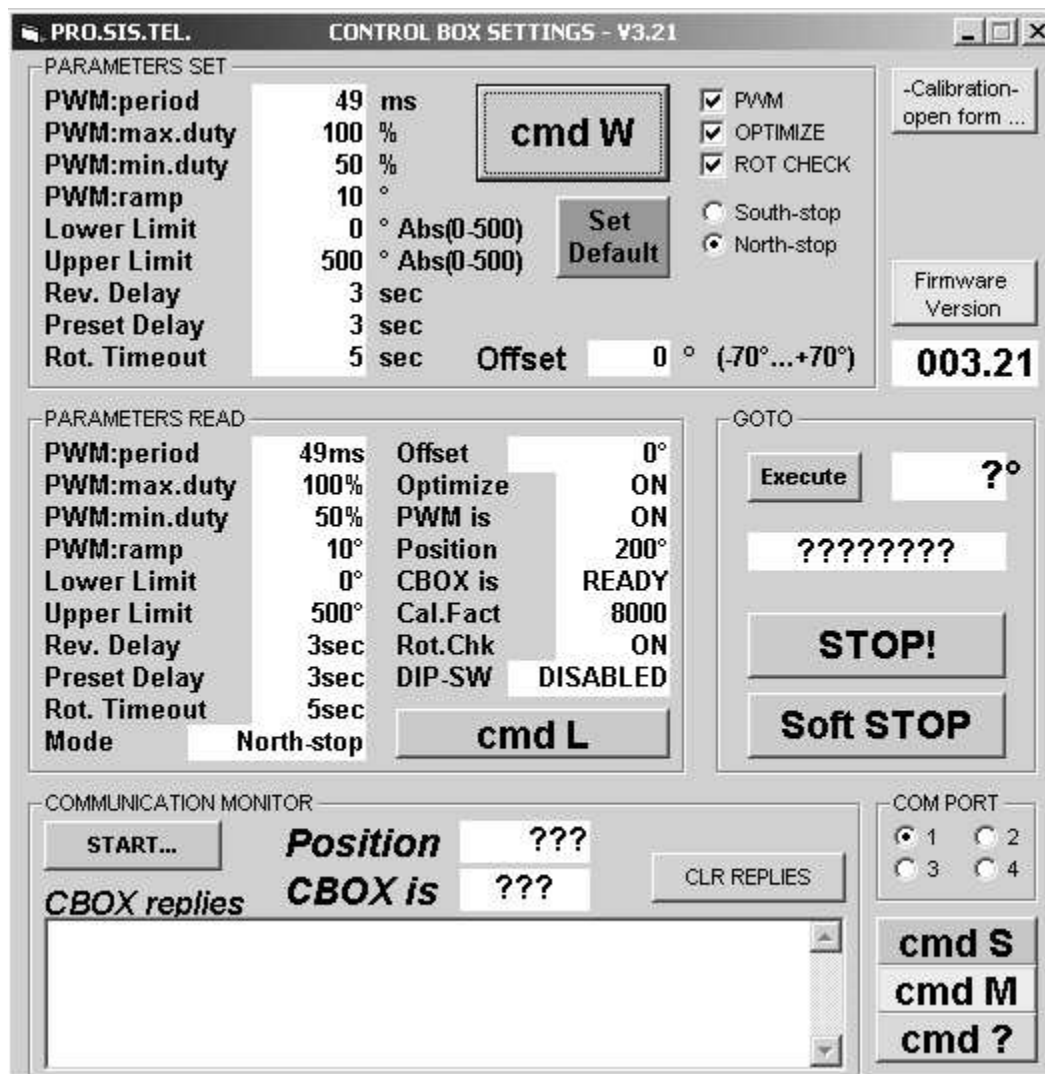 PRO.SIS.TEL. CONTROL BOX SETTINGS - V3.21
PARAMETERS SET
PWM:period 49 ms
PWM:max.duty 100 %
PWM:min.duty 50 %
PWM:ramp 10 °
Lower Limit 0 ° Abs(0-500)
Upper Limit 500 ° Abs(0-500)
Rev. Delay 3 sec
Preset Delay 3 sec
Rot. Timeout 5 sec
cmd W
Set
Default
PWM
OPTIMIZE
ROT CHECK
South-stop
North-stop
Offset 0 ° (-70°...+70°)
-Calibration-
open form ...
Firmware
Version
003.21
PARAMETERS READ
PWM:period 49ms
PWM:max.duty 100%
PWM:min.duty 50%
PWM:ramp 10°
Lower Limit 0°
Upper Limit 500°
Rev. Delay 3sec
Preset Delay 3sec
Rot. Timeout 5sec
Mode North-stop
Offset 0°
Optimize ON
PWM is ON
Position 200°
CBOX is READY
Cal.Fact 8000
Rot.Chk ON
DIP-SW DISABLED
cmd L
GOTO
Execute ?°
????????
STOP!
Soft STOP
COMMUNICATION MONITOR
START...
Position ???
CBOX is ???
CLR REPLIES
CBOX replies
COM PORT
1 2
3 4
cmd S
cmd M
cmd ?